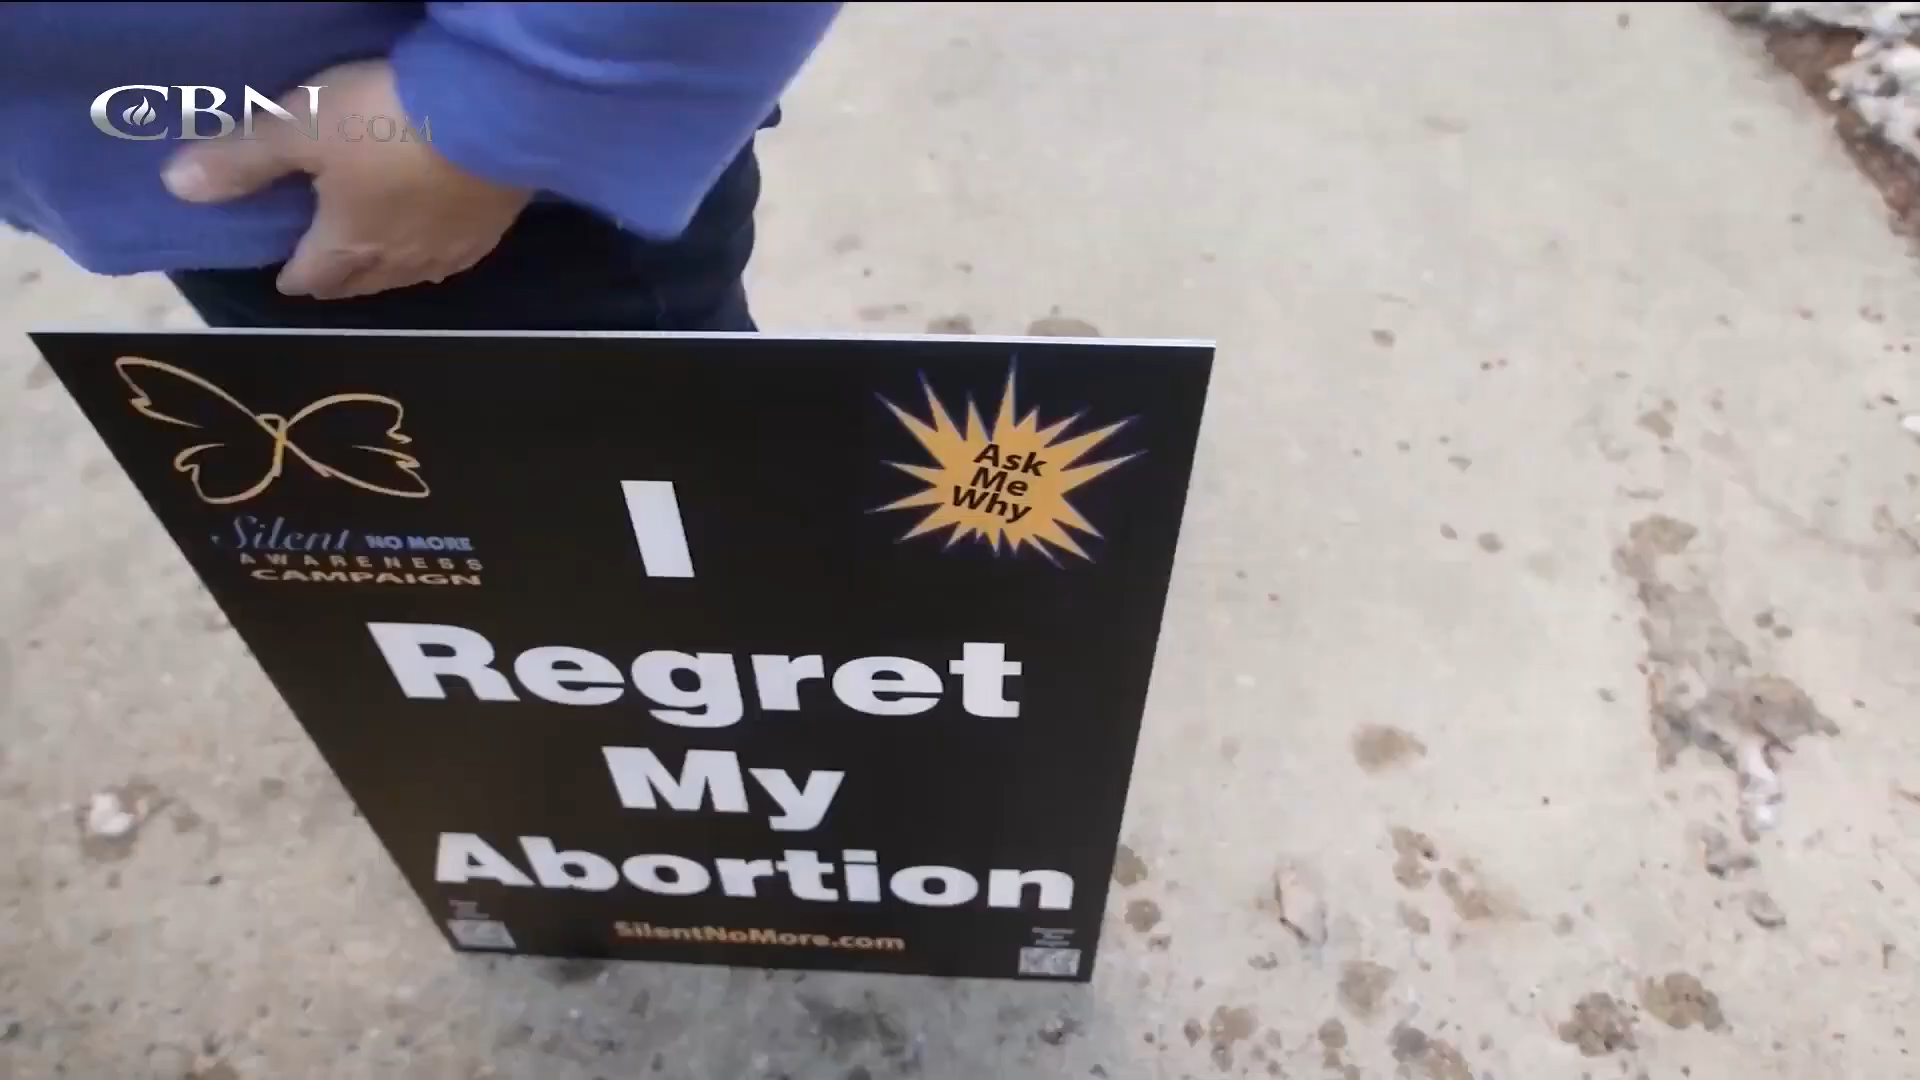 CBN.COM
Ask
Me
Why
Silent NO MORE
AWARENESS
CAMPAIGN
I
Regret
My
Abortion
SilentNoMore.com